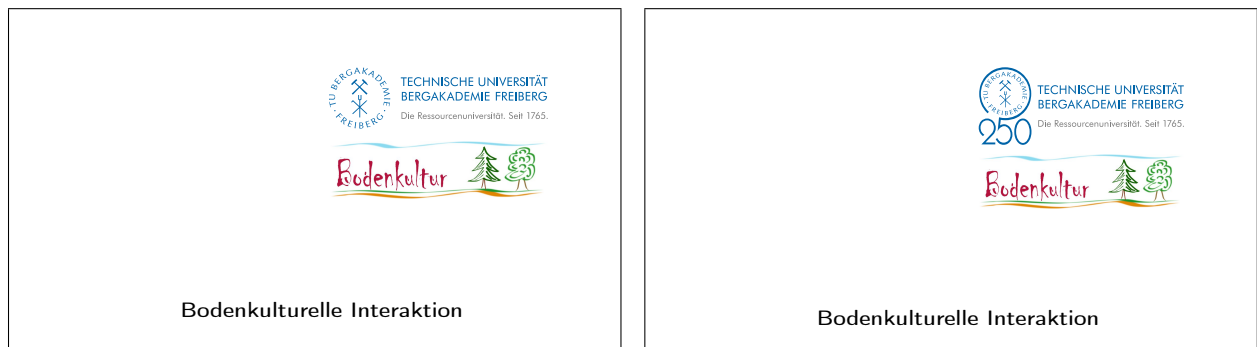 TU BERGAKADEMIE
· FREIBERG ·
TECHNISCHE UNIVERSITÄT
BERGAKADEMIE FREIBERG
Die Ressourcenuniversität. Seit 1765.
Bodenkultur
Bodenkulturelle Interaktion
TU BERGAKADEMIE
· FREIBERG ·
250
TECHNISCHE UNIVERSITÄT
BERGAKADEMIE FREIBERG
Die Ressourcenuniversität. Seit 1765.
Bodenkultur
Bodenkulturelle Interaktion